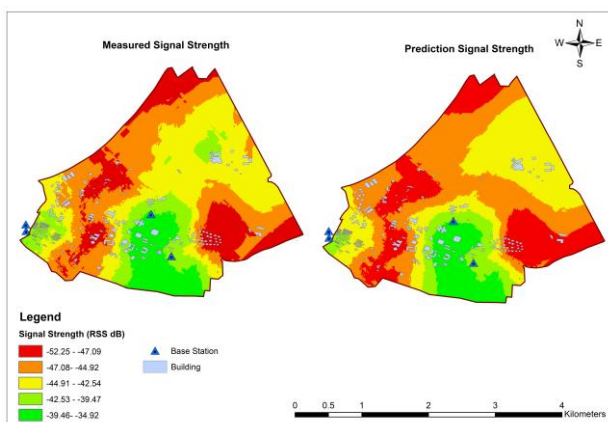 Measured Signal Strength
Prediction Signal Strength
N
W E
S
Legend
Signal Strength (RSS dB)
-52.25 - -47.09
-47.08- -44.92
-44.91 - -42.54
-42.53 - -39.47
-39.46- -34.92
Base Station
Building
0 0.5 1 2 3 4
Kilometers